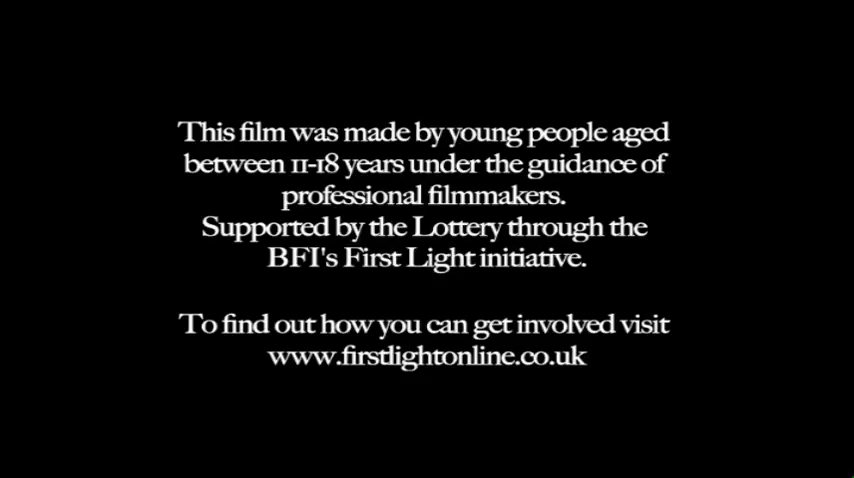 This film was made by young people aged
between 11-18 years under the guidance of
professional filmmakers.
Supported by the Lottery through the
BFI's First Light initiative.
To find out how you can get involved visit
www.firstlightonline.co.uk